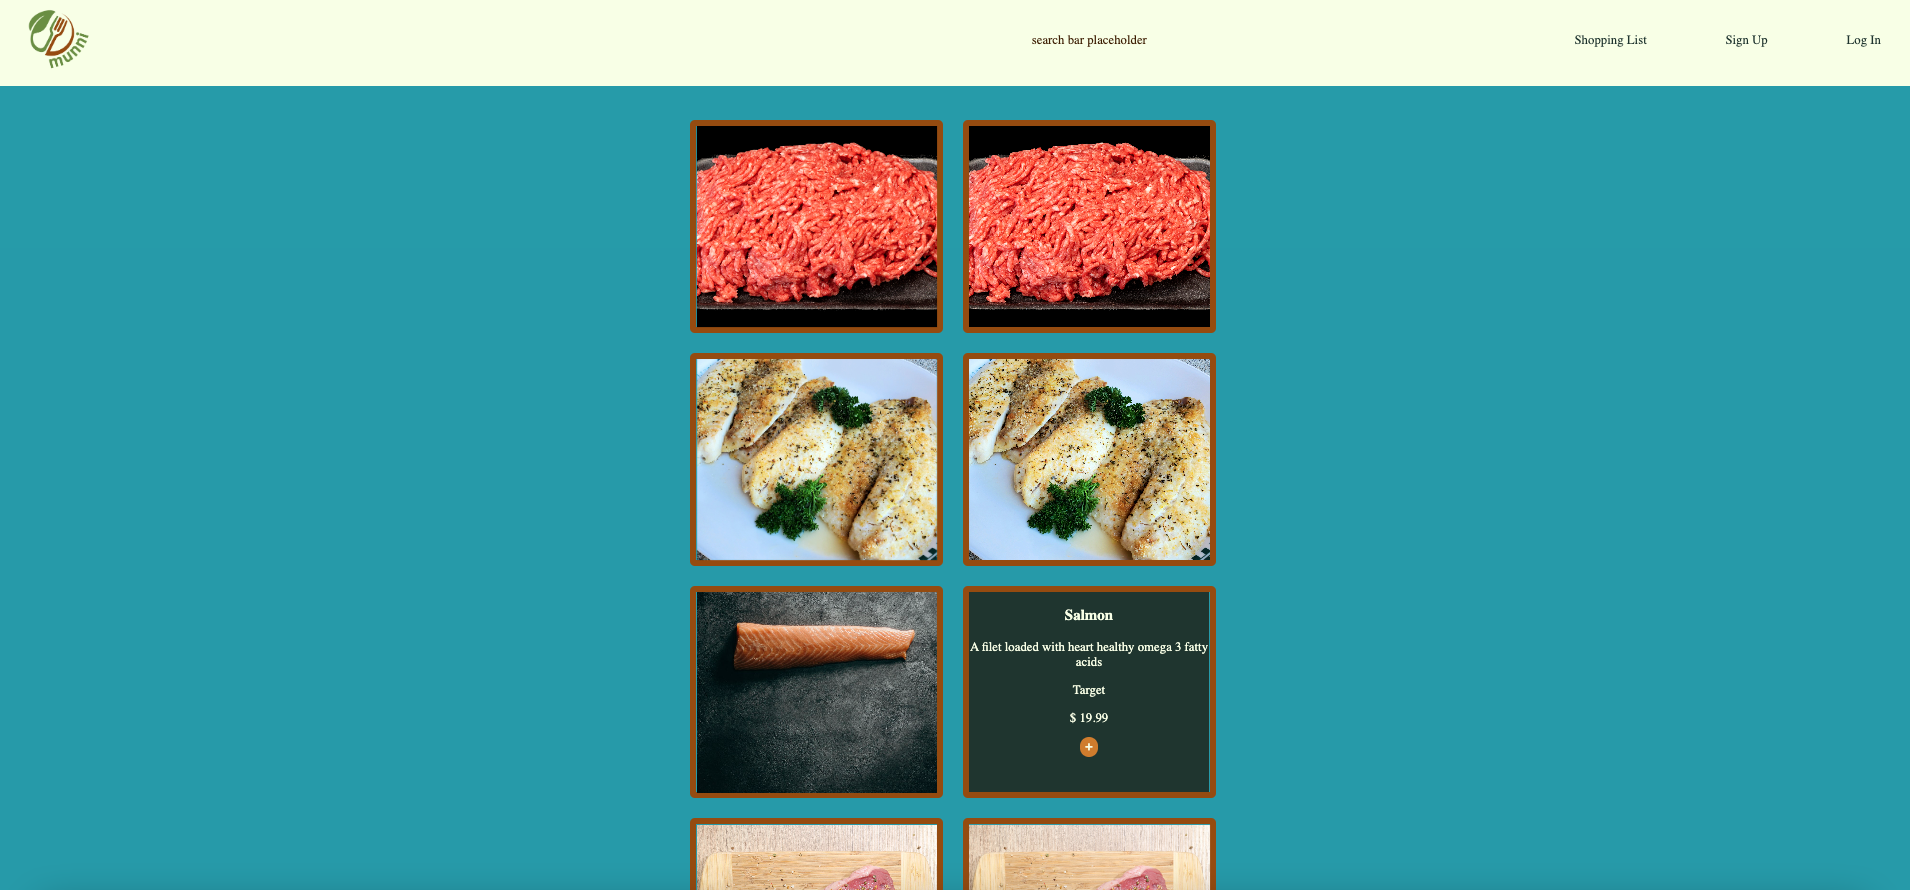 munni
search bar placeholder
Shopping List
Sign Up
Log In
Salmon
A filet loaded with heart healthy omega 3 fatty
acids
Target
$ 19.99
+